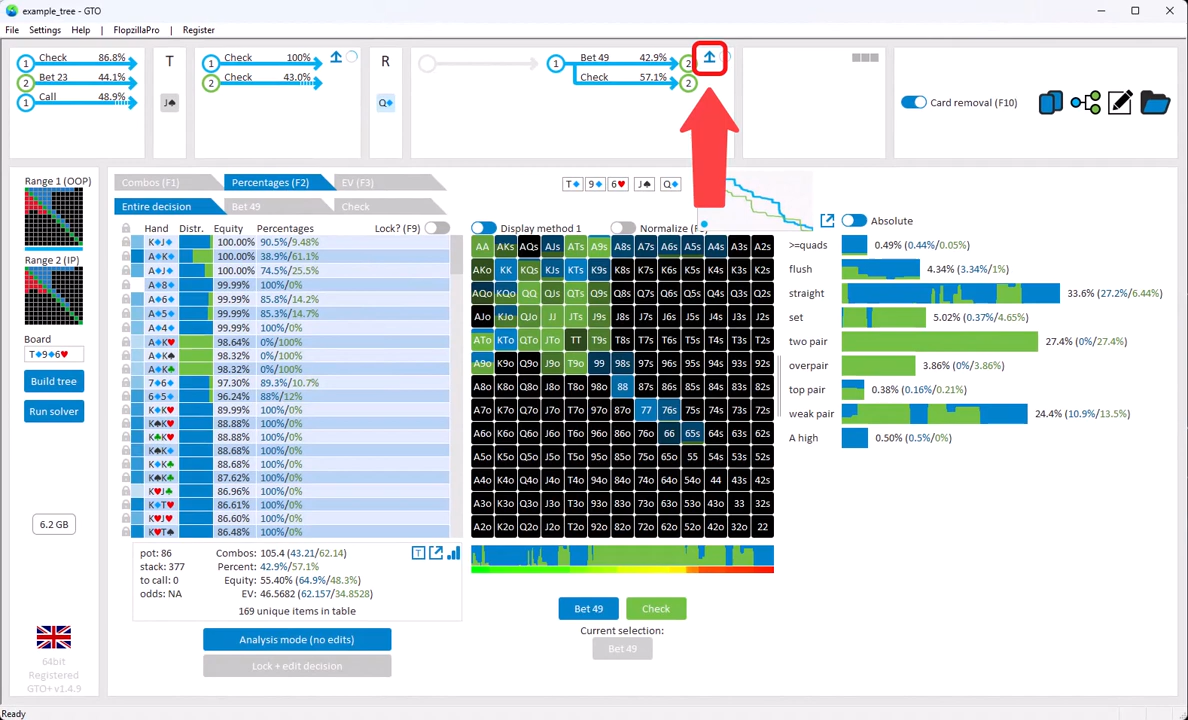 example_tree - GTO
File Settings Help FlopzillaPro Register
1 Check 86.8%
2 Bet 23 44.1%
1 Call 48.9%
T
J♠
1 Check 100%
2 Check 43.0%
R
Q♦
1 Bet 49 42.9% 2
Check 57.1% 2
Card removal (F10)
Range 1 (OOP)
Range 2 (IP)
Board
T♦9♦6♥
Build tree
Run solver
6.2 GB
64bit
Registered
GTO+ v1.4.9
Combos (F1) Percentages (F2) EV (F3)
Entire decision Bet 49 Check
T♦ 9♦ 6♥ J♠ Q♦
Hand Distr. Equity Percentages Lock? (F9)
K♦J♦ 100.00% 90.5%/9.48%
A♦K♦ 100.00% 38.9%/61.1%
A♦J♦ 100.00% 74.5%/25.5%
A♦8♦ 99.99% 100%/0%
A♦6♦ 99.99% 85.8%/14.2%
A♦5♦ 99.99% 85.3%/14.7%
A♦4♦ 99.99% 100%/0%
A♦K♥ 98.64% 0%/100%
A♦K♠ 98.32% 0%/100%
A♦K♣ 98.32% 0%/100%
7♦6♦ 97.30% 89.3%/10.7%
6♦5♦ 96.24% 88%/12%
K♦K♥ 89.99% 100%/0%
K♠K♥ 88.88% 100%/0%
K♣K♥ 88.88% 100%/0%
K♦K♠ 88.68% 100%/0%
K♦K♣ 88.68% 100%/0%
K♠K♣ 87.62% 100%/0%
K♥J♣ 86.96% 100%/0%
K♦T♥ 86.61% 100%/0%
K♥J♥ 86.60% 100%/0%
K♥T♠ 86.48% 100%/0%
Display method 1 Normalize
AA AKs AQs AJs ATs A9s A8s A7s A6s A5s A4s A3s A2s
AKo KK KQs KJs KTs K9s K8s K7s K6s K5s K4s K3s K2s
AQo KQo QQ QJs QTs Q9s Q8s Q7s Q6s Q5s Q4s Q3s Q2s
AJo KJo QJo JJ JTs J9s J8s J7s J6s J5s J4s J3s J2s
ATo KTo QTo JTo TT T9s T8s T7s T6s T5s T4s T3s T2s
A9o K9o Q9o J9o T9o 99 98s 97s 96s 95s 94s 93s 92s
A8o K8o Q8o J8o T8o 98o 88 87s 86s 85s 84s 83s 82s
A7o K7o Q7o J7o T7o 97o 87o 77 76s 75s 74s 73s 72s
A6o K6o Q6o J6o T6o 96o 86o 76o 66 65s 64s 63s 62s
A5o K5o Q5o J5o T5o 95o 85o 75o 65o 55 54s 53s 52s
A4o K4o Q4o J4o T4o 94o 84o 74o 64o 54o 44 43s 42s
A3o K3o Q3o J3o T3o 93o 83o 73o 63o 53o 43o 33 32s
A2o K2o Q2o J2o T2o 92o 82o 72o 62o 52o 42o 32o 22
Absolute
>=quads 0.49% (0.44%/0.05%)
flush 4.34% (3.34%/1%)
straight 33.6% (27.2%/6.44%)
set 5.02% (0.37%/4.65%)
two pair 27.4% (0%/27.4%)
overpair 3.86% (0%/3.86%)
top pair 0.38% (0.16%/0.21%)
weak pair 24.4% (10.9%/13.5%)
A high 0.50% (0.5%/0%)
pot: 86 Combos: 105.4 (43.21/62.14)
stack: 377 Percent: 42.9%/57.1%
to call: 0 Equity: 55.40% (64.9%/48.3%)
odds: NA EV: 46.5682 (62.157/34.8528)
169 unique items in table
Analysis mode (no edits)
Lock + edit decision
Bet 49 Check
Current selection:
Bet 49
Ready